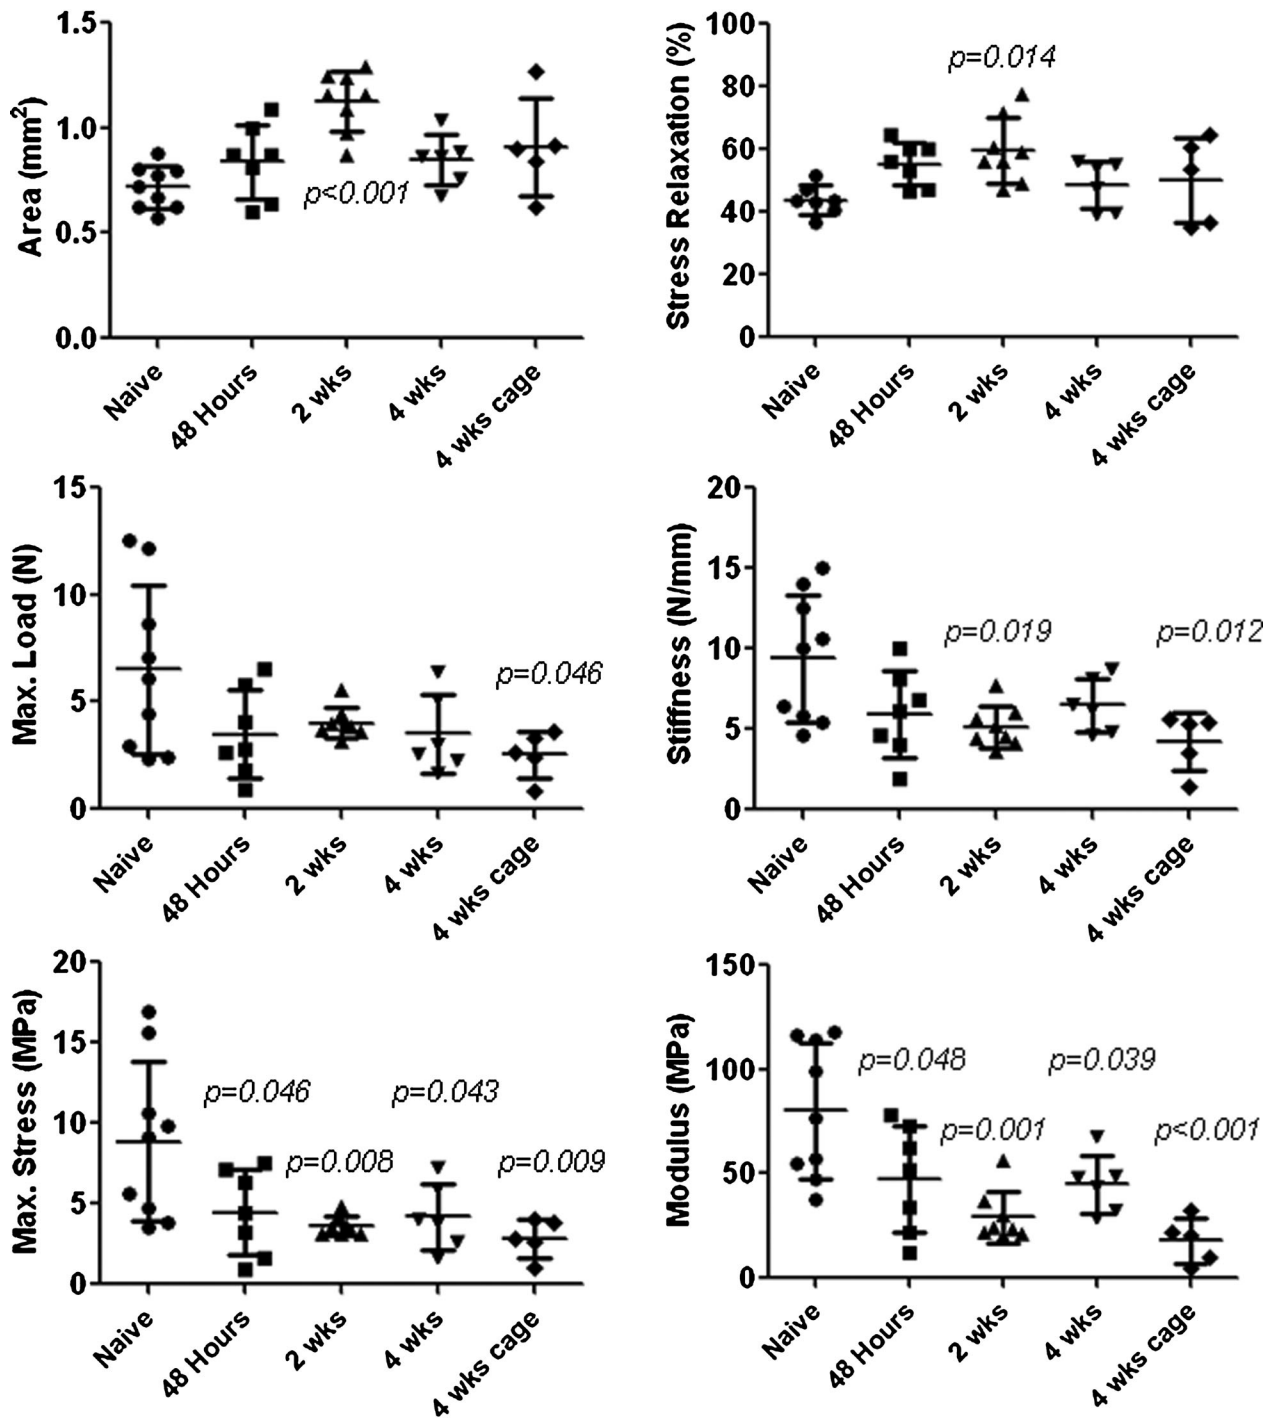 Area (mm2)
1.5
1.0
0.5
0.0
p<0.001
Naive
48 Hours
2 wks
4 wks
4 wks cage
Stress Relaxation (%)
100
80
60
40
20
0
p=0.014
Naive
48 Hours
2 wks
4 wks
4 wks cage
Max. Load (N)
15
10
5
0
p=0.046
Naive
48 Hours
2 wks
4 wks
4 wks cage
Stiffness (N/mm)
20
15
10
5
0
p=0.019
p=0.012
Naive
48 Hours
2 wks
4 wks
4 wks cage
Max. Stress (MPa)
20
15
10
5
0
p=0.046
p=0.043
p=0.008
p=0.009
Naive
48 Hours
2 wks
4 wks
4 wks cage
Modulus (MPa)
150
100
50
0
p=0.048
p=0.039
p=0.001
p<0.001
Naive
48 Hours
2 wks
4 wks
4 wks cage